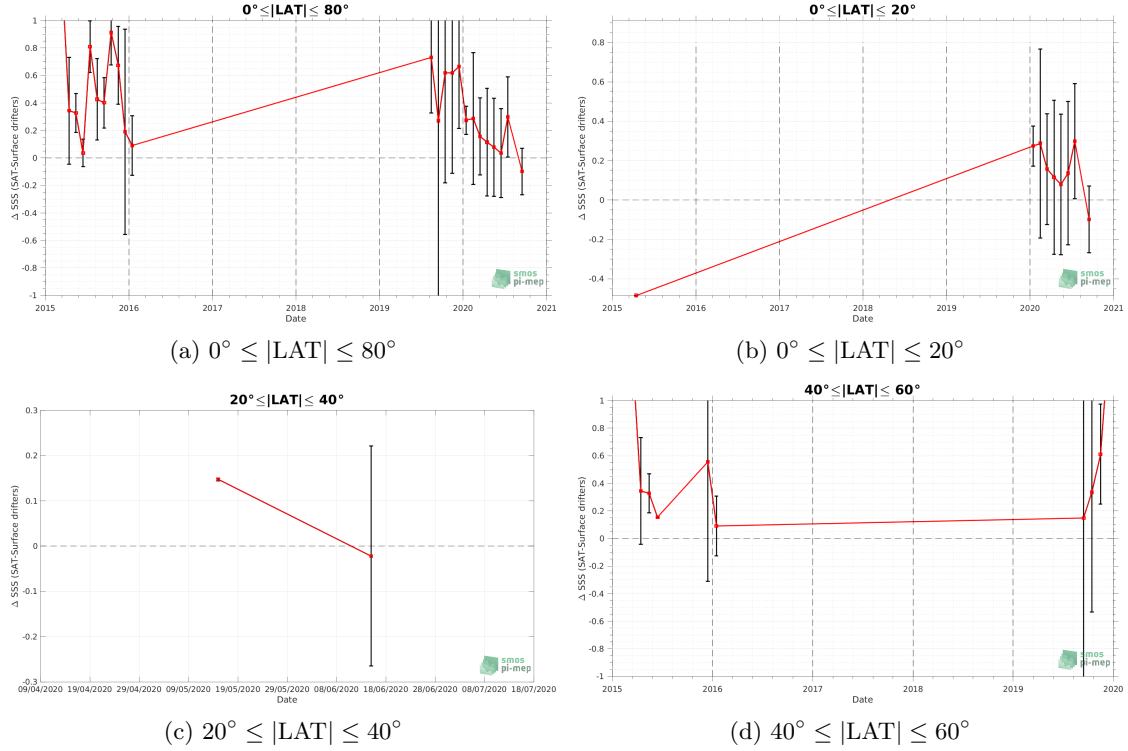 0°≤|LAT|≤ 80°
Δ SSS (SAT-Surface drifters)
1
0.8
0.6
0.4
0.2
0
-0.2
-0.4
-0.6
-0.8
-1
2015 2016 2017 2018 2019 2020 2021
Date
smos
pi-mep
(a) 0° ≤ |LAT| ≤ 80°
0°≤|LAT|≤ 20°
Δ SSS (SAT-Surface drifters)
0.8
0.6
0.4
0.2
0
-0.2
-0.4
2015 2016 2017 2018 2019 2020 2021
Date
smos
pi-mep
(b) 0° ≤ |LAT| ≤ 20°
20°≤|LAT|≤ 40°
Δ SSS (SAT-Surface drifters)
0.3
0.2
0.1
0
-0.1
-0.2
-0.3
09/04/2020 19/04/2020 29/04/2020 09/05/2020 19/05/2020 29/05/2020 08/06/2020 18/06/2020 28/06/2020 08/07/2020 18/07/2020
Date
smos
pi-mep
(c) 20° ≤ |LAT| ≤ 40°
40°≤|LAT|≤ 60°
Δ SSS (SAT-Surface drifters)
1
0.8
0.6
0.4
0.2
0
-0.2
-0.4
-0.6
-0.8
-1
2015 2016 2017 2018 2019 2020
Date
smos
pi-mep
(d) 40° ≤ |LAT| ≤ 60°